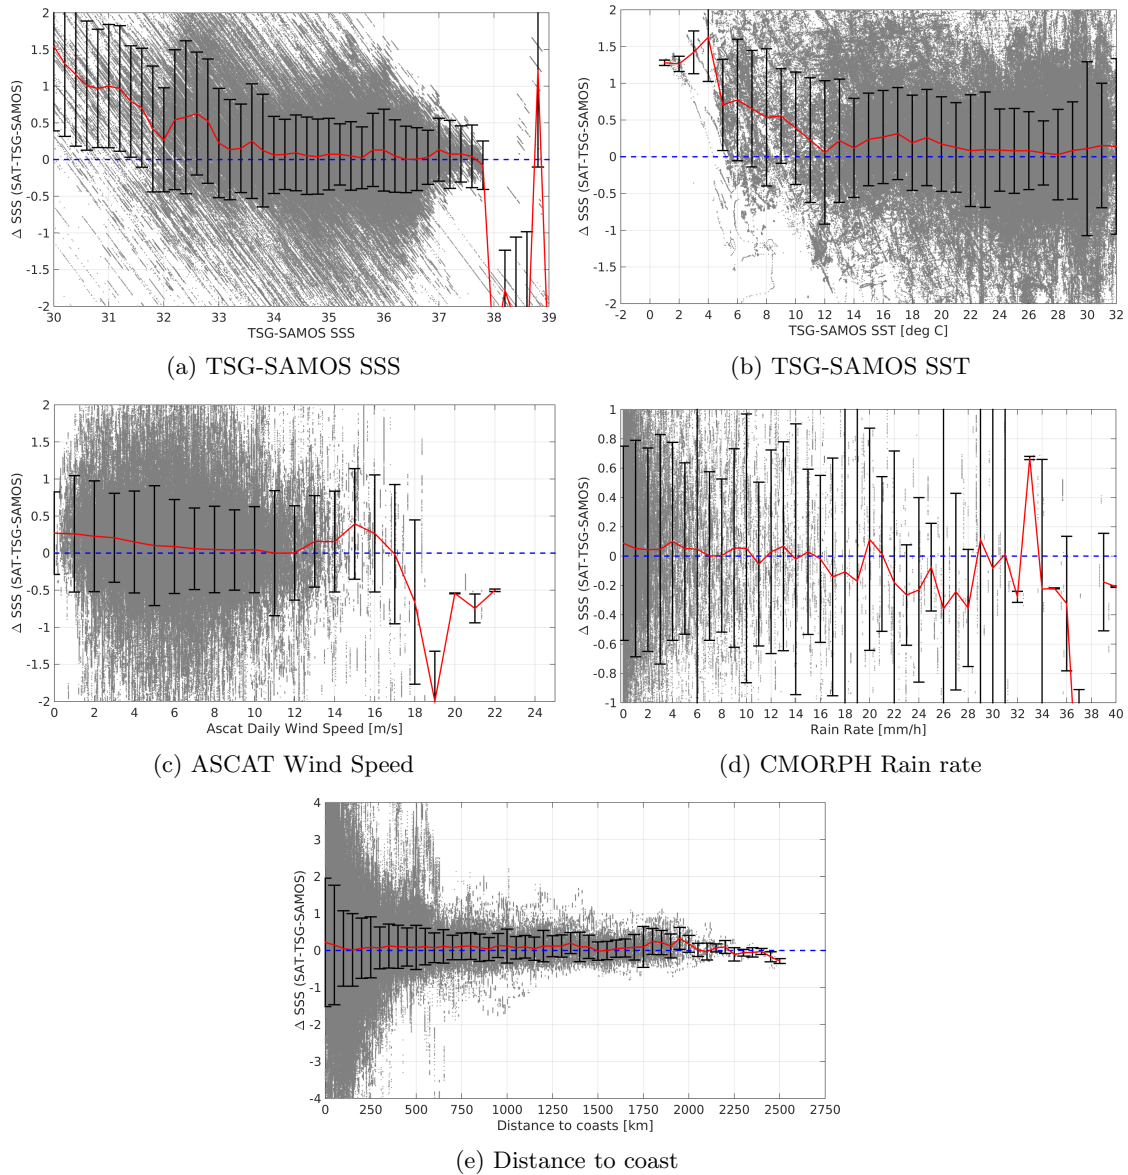 2
1.5
1
0.5
0
-0.5
-1
-1.5
-2
Δ SSS (SAT-TSG-SAMOS)
30 31 32 33 34 35 36 37 38 39
TSG-SAMOS SSS
(a) TSG-SAMOS SSS
2
1.5
1
0.5
0
-0.5
-1
-1.5
-2
Δ SSS (SAT-TSG-SAMOS)
-2 0 2 4 6 8 10 12 14 16 18 20 22 24 26 28 30 32
TSG-SAMOS SST [deg C]
(b) TSG-SAMOS SST
2
1.5
1
0.5
0
-0.5
-1
-1.5
-2
Δ SSS (SAT-TSG-SAMOS)
0 2 4 6 8 10 12 14 16 18 20 22 24
Ascat Daily Wind Speed [m/s]
(c) ASCAT Wind Speed
1
0.8
0.6
0.4
0.2
0
-0.2
-0.4
-0.6
-0.8
-1
Δ SSS (SAT-TSG-SAMOS)
0 2 4 6 8 10 12 14 16 18 20 22 24 26 28 30 32 34 36 38 40
Rain Rate [mm/h]
(d) CMORPH Rain rate
4
3
2
1
0
-1
-2
-3
-4
Δ SSS (SAT-TSG-SAMOS)
0 250 500 750 1000 1250 1500 1750 2000 2250 2500 2750
Distance to coasts [km]
(e) Distance to coast